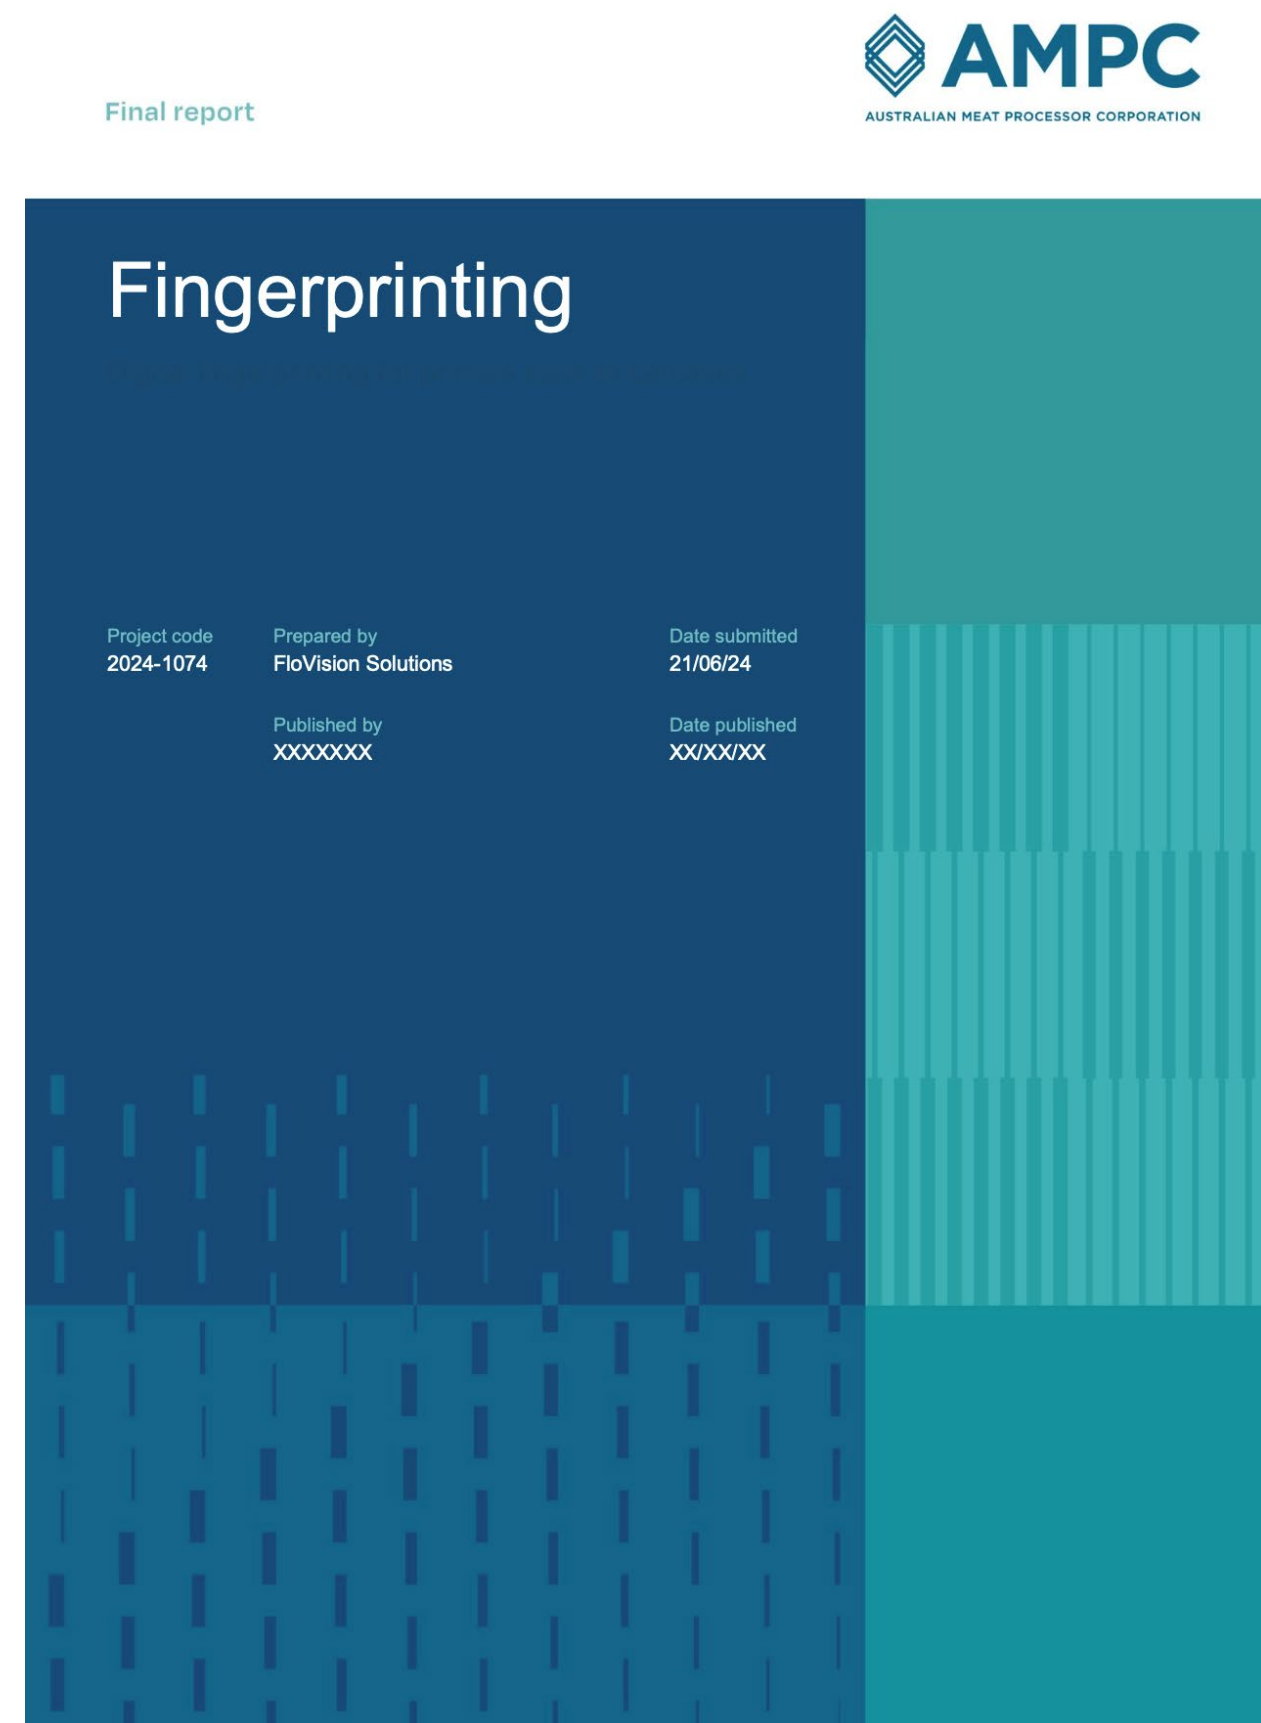 AMPC
AUSTRALIAN MEAT PROCESSOR CORPORATION
Final report
Fingerprinting
Project code
2024-1074
Prepared by
FloVision Solutions
Date submitted
21/06/24
Published by
XXXXXXX
Date published
XX/XX/XX